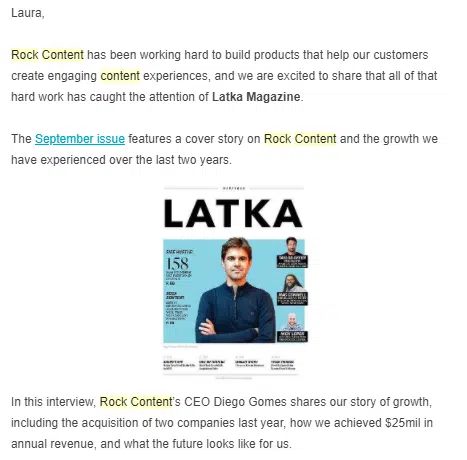 Laura,
Rock Content has been working hard to build products that help our customers
create engaging content experiences, and we are excited to share that all of that
hard work has caught the attention of Latka Magazine.
The September issue features a cover story on Rock Content and the growth we
have experienced over the last two years.
LATKA
158
In this interview, Rock Content's CEO Diego Gomes shares our story of growth,
including the acquisition of two companies last year, how we achieved $25mil in
annual revenue, and what the future looks like for us.